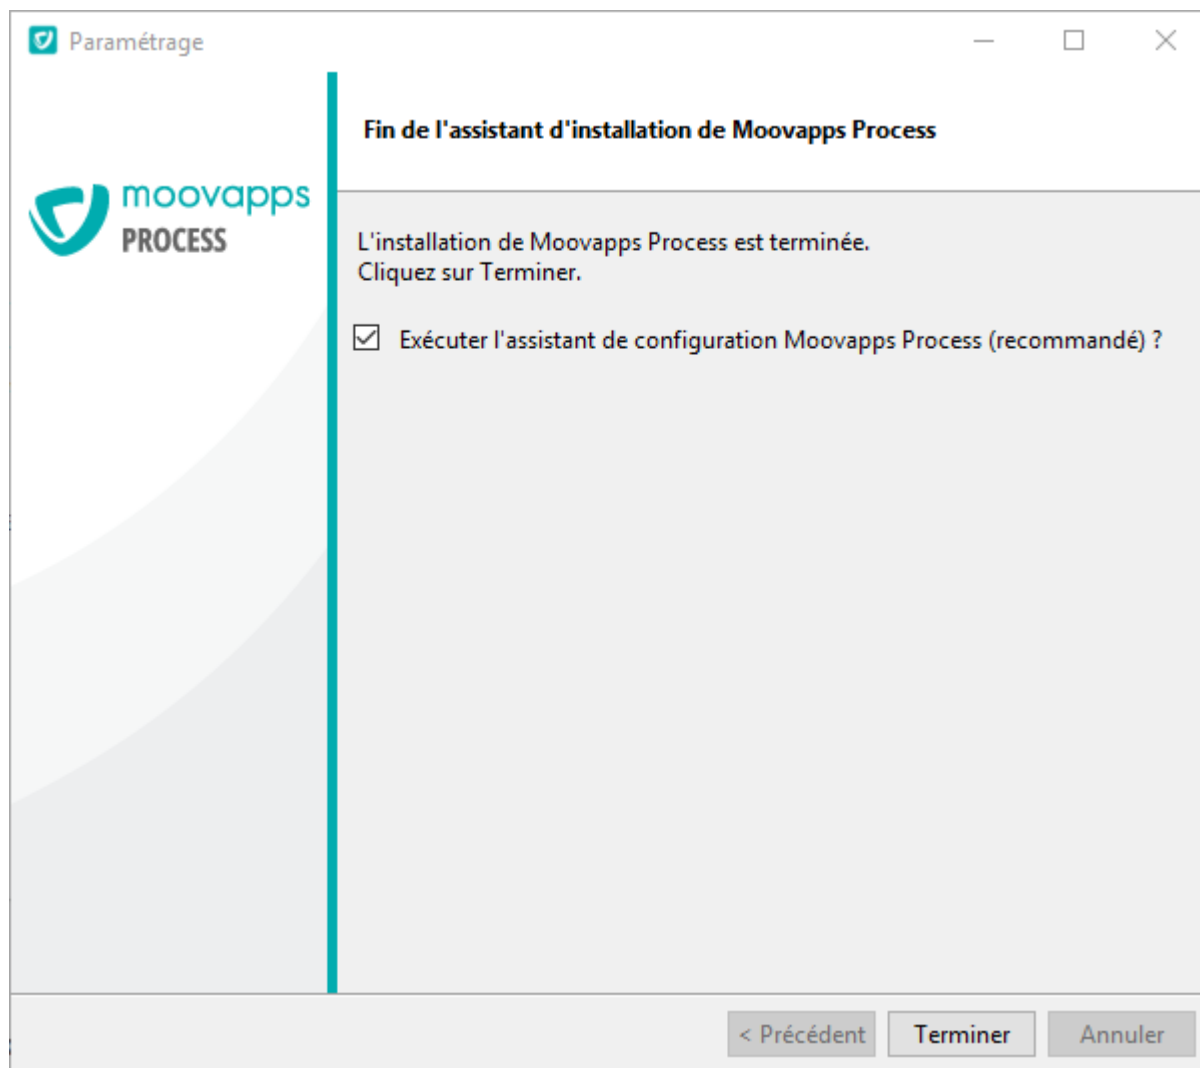 Paramétrage
Fin de l'assistant d'installation de Moovapps Process
moovapps
PROCESS
L'installation de Moovapps Process est terminée.
Cliquez sur Terminer.
Exécuter l'assistant de configuration Moovapps Process (recommandé) ?
< Précédent Terminer Annuler